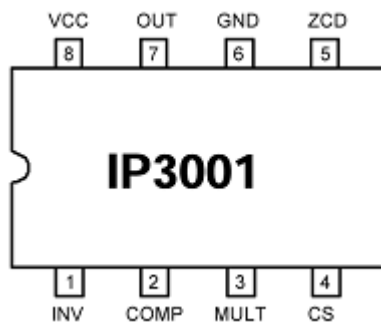 VCC OUT GND ZCD
8 7 6 5
IP3001
1 2 3 4
INV COMP MULT CS